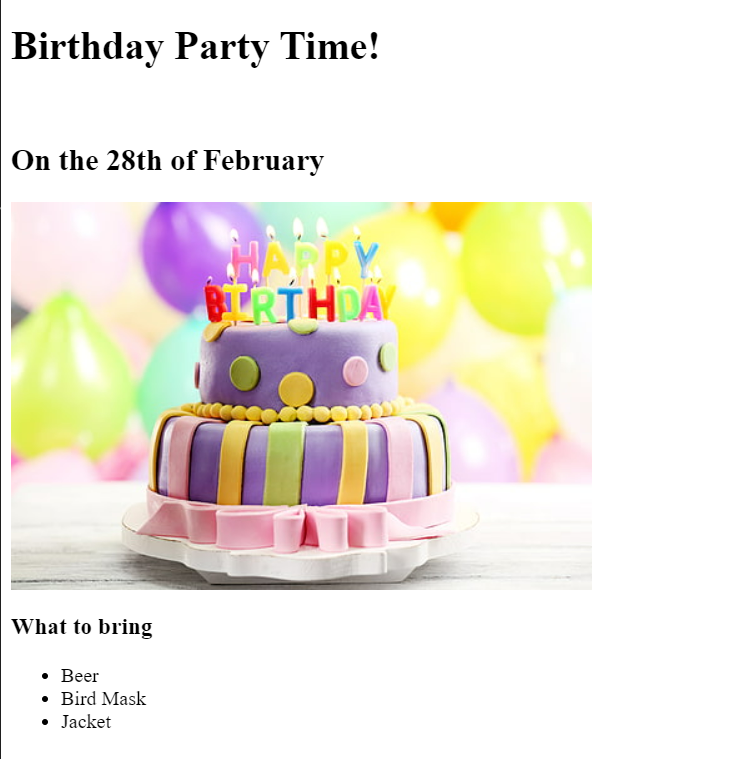 Birthday Party Time!
On the 28th of February
HAPPY
BIRTHDAY
What to bring
Beer
Bird Mask
Jacket